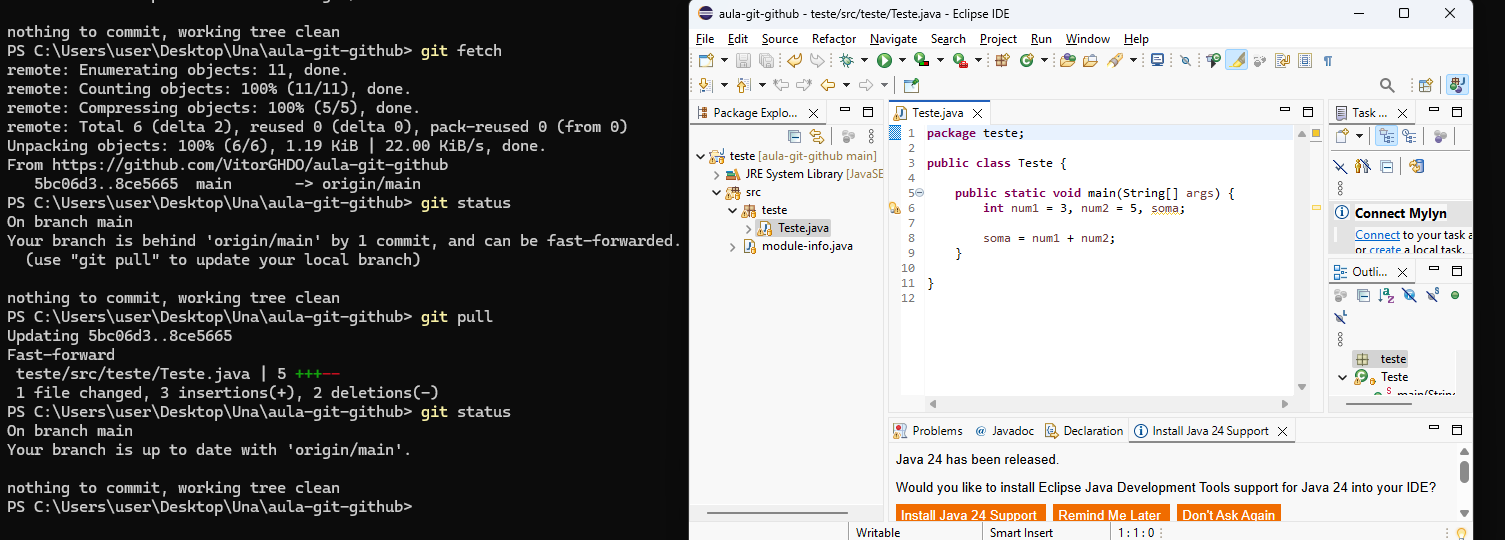 nothing to commit, working tree clean
PS C:\Users\user\Desktop\Una\aula-git-github> git fetch
remote: Enumerating objects: 11, done.
remote: Counting objects: 100% (11/11), done.
remote: Compressing objects: 100% (5/5), done.
remote: Total 6 (delta 2), reused 0 (delta 0), pack-reused 0 (from 0)
Unpacking objects: 100% (6/6), 1.19 KiB | 22.00 KiB/s, done.
From https://github.com/VitorGHDO/aula-git-github
   5bc06d3..8ce5665  main       -> origin/main
PS C:\Users\user\Desktop\Una\aula-git-github> git status
On branch main
Your branch is behind 'origin/main' by 1 commit, and can be fast-forwarded.
  (use "git pull" to update your local branch)
nothing to commit, working tree clean
PS C:\Users\user\Desktop\Una\aula-git-github> git pull
Updating 5bc06d3..8ce5665
Fast-forward
 teste/src/teste/Teste.java | 5 +++--
 1 file changed, 3 insertions(+), 2 deletions(-)
PS C:\Users\user\Desktop\Una\aula-git-github> git status
On branch main
Your branch is up to date with 'origin/main'.
nothing to commit, working tree clean
PS C:\Users\user\Desktop\Una\aula-git-github>
aula-git-github - teste/src/teste/Teste.java - Eclipse IDE
File Edit Source Refactor Navigate Search Project Run Window Help
Package Explo...
teste [aula-git-github main]
JRE System Library [JavaSE
src
teste
Teste.java
module-info.java
Teste.java
1 package teste;
2
3 public class Teste {
4
5     public static void main(String[] args) {
6         int num1 = 3, num2 = 5, soma;
7
8         soma = num1 + num2;
9     }
10
11 }
12
Task ...
Connect Mylyn
Connect to your task a
or create a local task.
Outli...
teste
Teste
main(String
Problems @ Javadoc Declaration Install Java 24 Support
Java 24 has been released.
Would you like to install Eclipse Java Development Tools support for Java 24 into your IDE?
Install Java 24 Support Remind Me Later Don't Ask Again
Writable Smart Insert 1 : 1 : 0